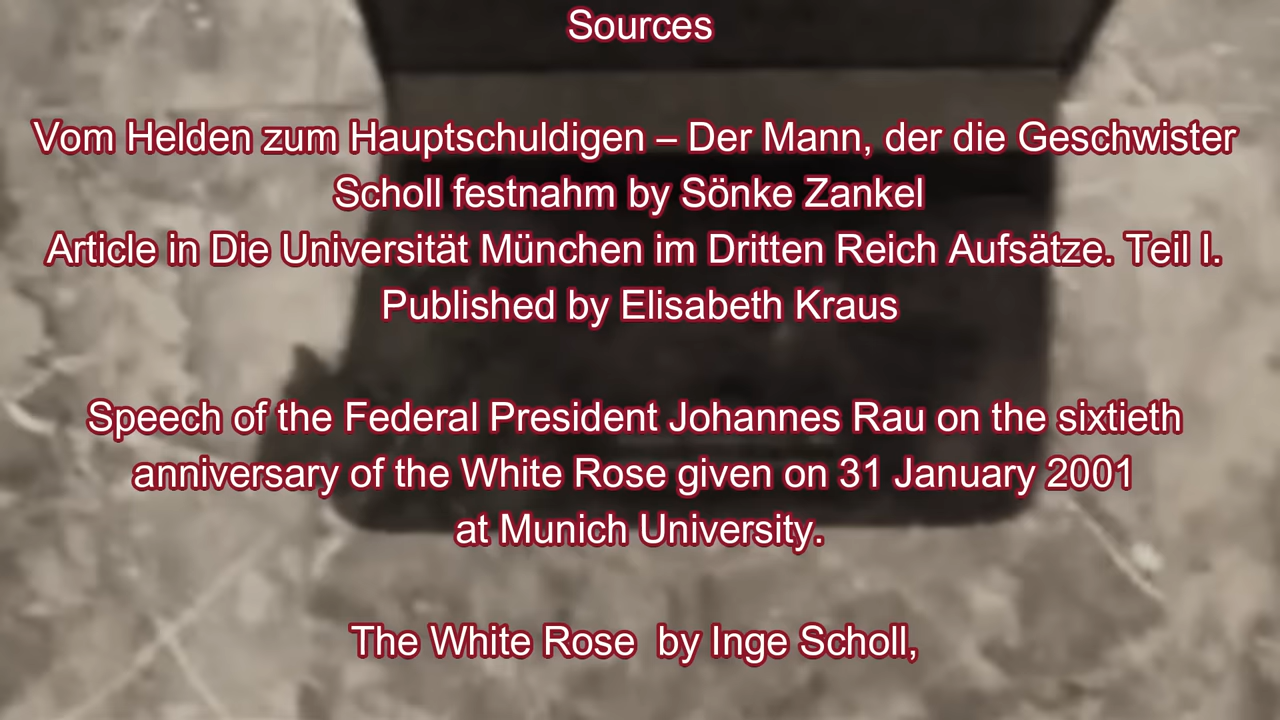 Sources
Vom Helden zum Hauptschuldigen – Der Mann, der die Geschwister
Scholl festnahm by Sönke Zankel
Article in Die Universität München im Dritten Reich Aufsätze. Teil I.
Published by Elisabeth Kraus
Speech of the Federal President Johannes Rau on the sixtieth
anniversary of the White Rose given on 31 January 2001
at Munich University.
The White Rose by Inge Scholl,